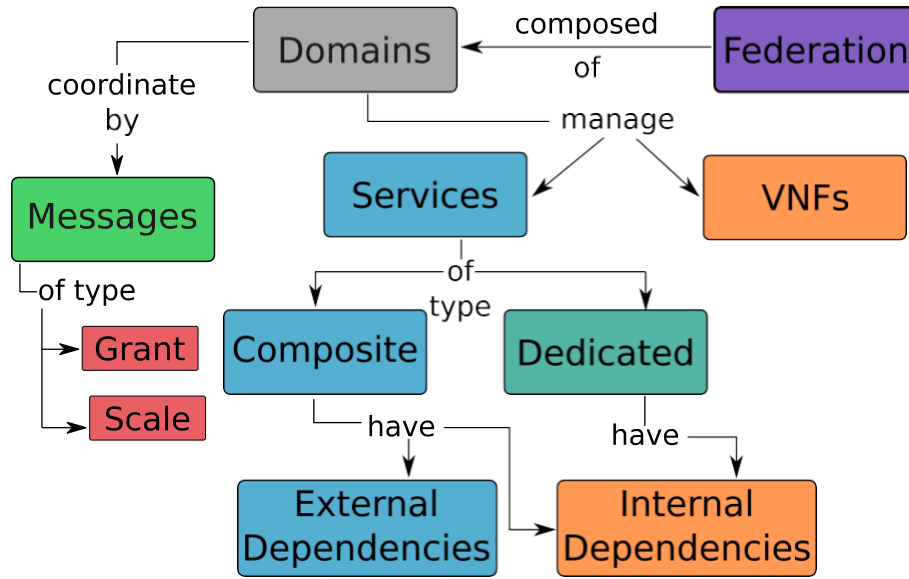 Domains
composed
of
Federation
coordinate
by
manage
Messages
Services
VNFs
of type
of
type
Grant
Scale
Composite
Dedicated
have
have
External
Dependencies
Internal
Dependencies